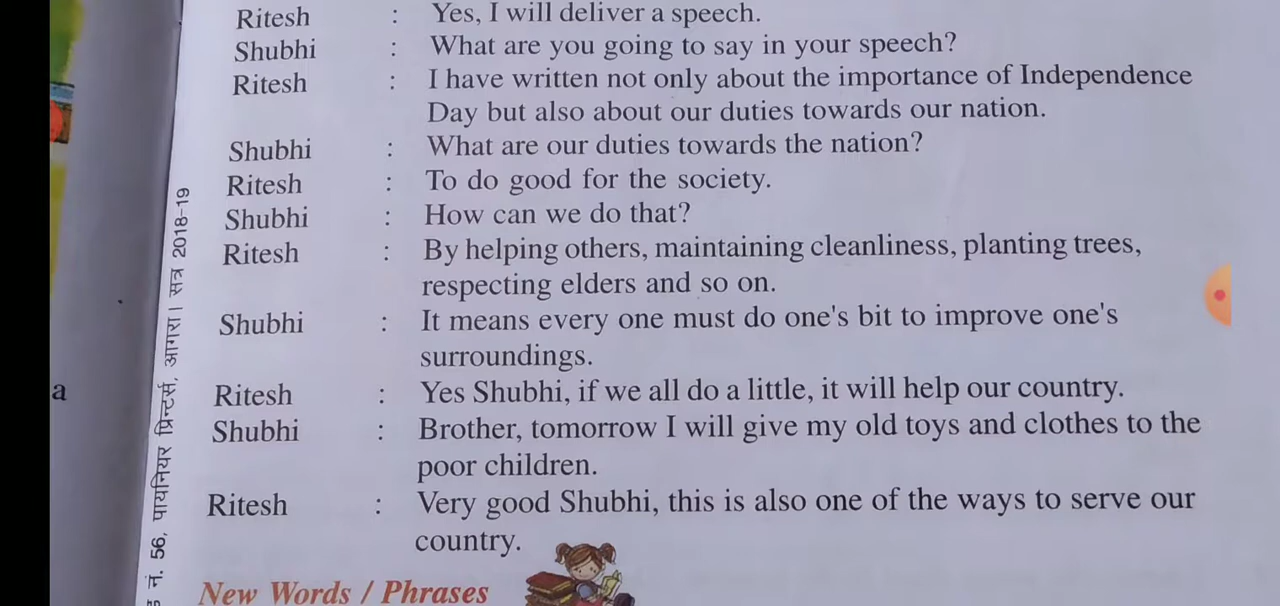 Ritesh : Yes, I will deliver a speech.
Shubhi : What are you going to say in your speech?
Ritesh : I have written not only about the importance of Independence
Day but also about our duties towards our nation.
Shubhi : What are our duties towards the nation?
Ritesh : To do good for the society.
Shubhi : How can we do that?
Ritesh : By helping others, maintaining cleanliness, planting trees,
respecting elders and so on.
Shubhi : It means every one must do one's bit to improve one's
surroundings.
Ritesh : Yes Shubhi, if we all do a little, it will help our country.
Shubhi : Brother, tomorrow I will give my old toys and clothes to the
poor children.
Ritesh : Very good Shubhi, this is also one of the ways to serve our
country.
New Words / Phrases
नं. 56, पायनियर प्रिन्टर्स, आगरा। सत्र 2018-19
a